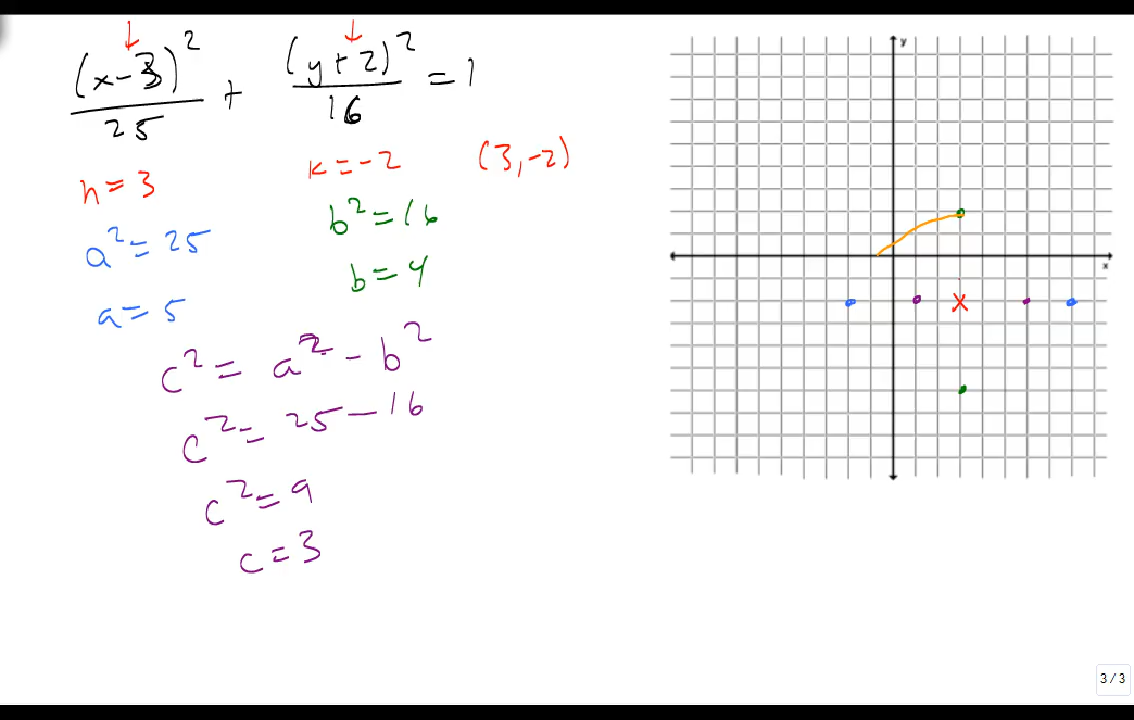 (x-3)² / 25 + (y+2)² / 16 = 1
h = 3
k = -2
(3, -2)
a² = 25
b² = 16
a = 5
b = 4
c² = a² - b²
c² = 25 - 16
c² = 9
c = 3
y
x
3/3